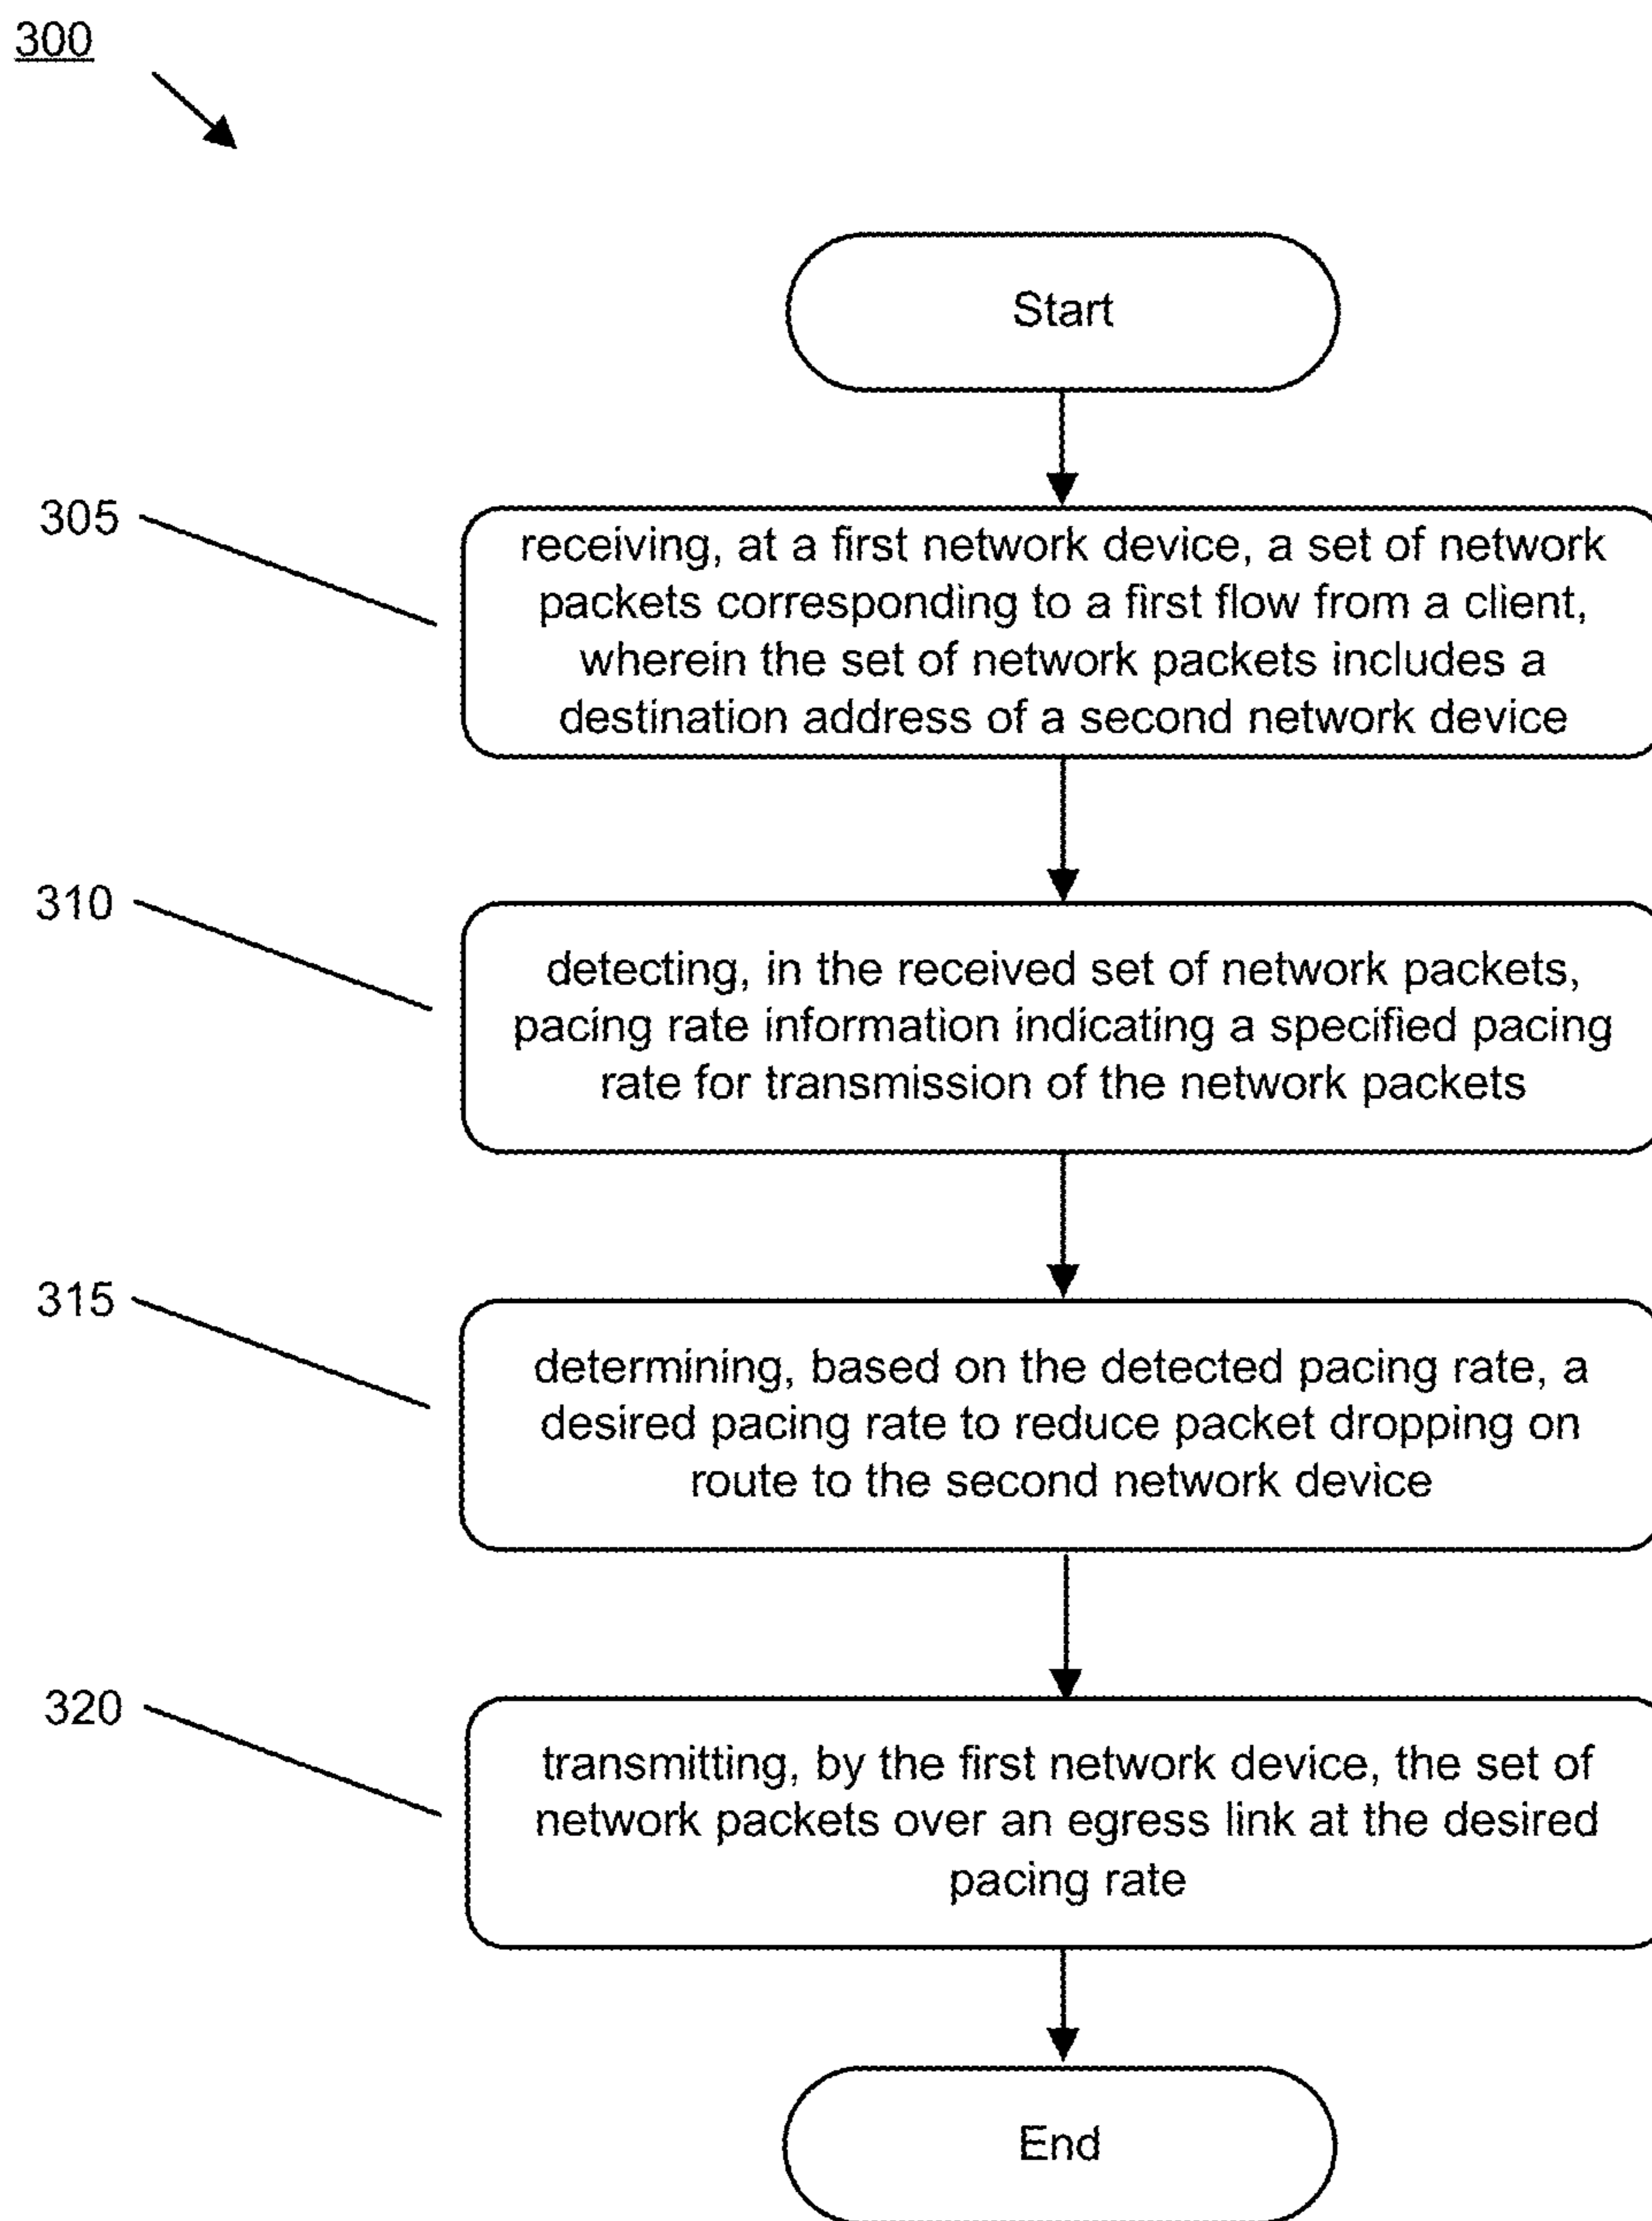 300
Start
305
receiving, at a first network device, a set of network
packets corresponding to a first flow from a client,
wherein the set of network packets includes a
destination address of a second network device
310
detecting, in the received set of network packets,
pacing rate information indicating a specified pacing
rate for transmission of the network packets
315
determining, based on the detected pacing rate, a
desired pacing rate to reduce packet dropping on
route to the second network device
320
transmitting, by the first network device, the set of
network packets over an egress link at the desired
pacing rate
End